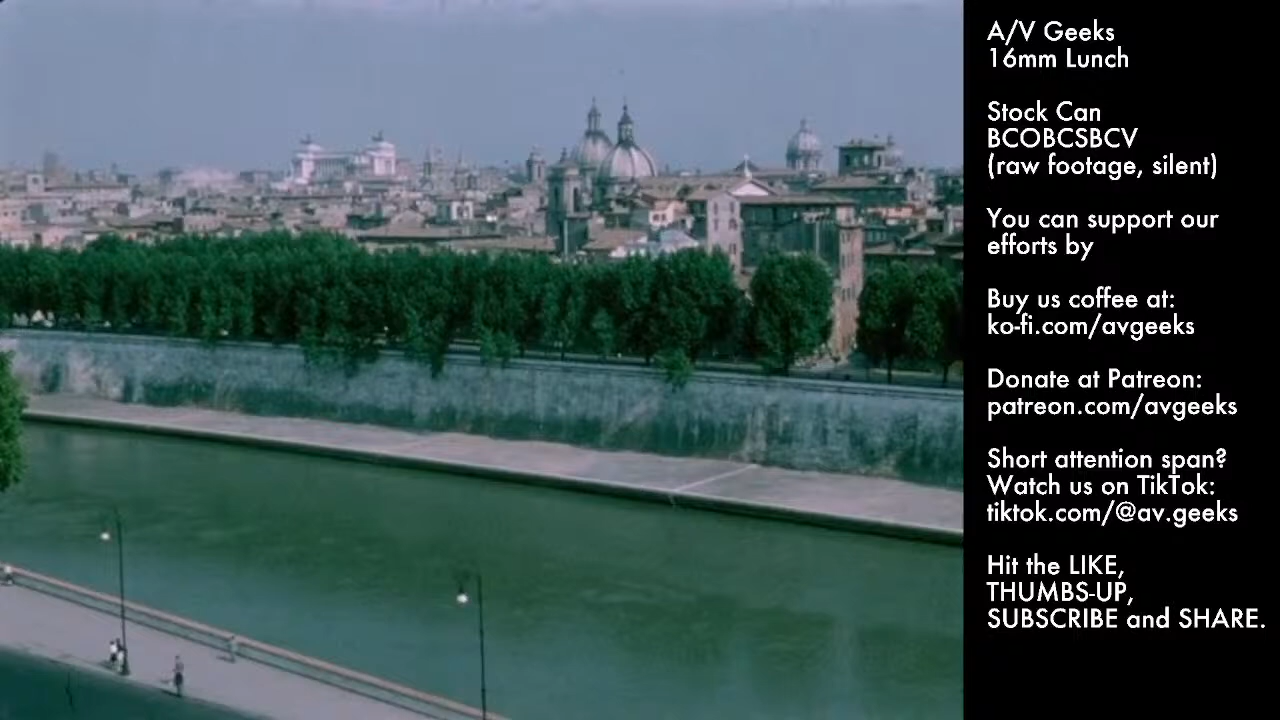 A/V Geeks
16mm Lunch
Stock Can
BCOBCSBCV
(raw footage, silent)
You can support our
efforts by
Buy us coffee at:
ko-fi.com/avgeeks
Donate at Patreon:
patreon.com/avgeeks
Short attention span?
Watch us on TikTok:
tiktok.com/@av.geeks
Hit the LIKE,
THUMBS-UP,
SUBSCRIBE and SHARE.